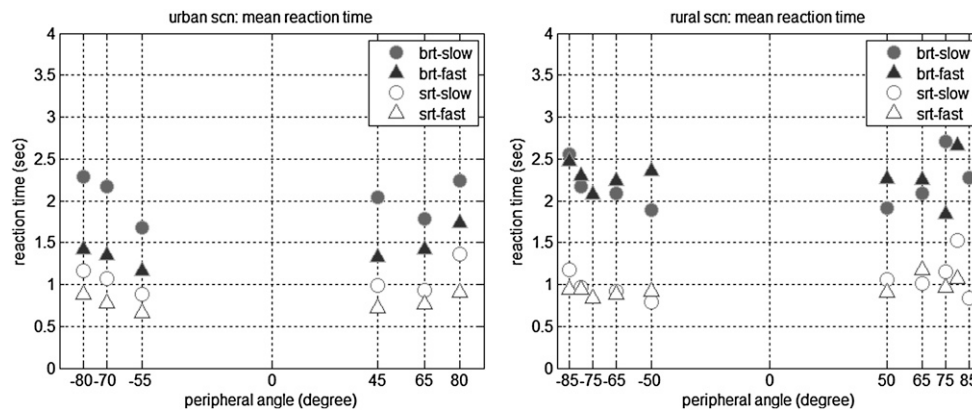 urban scn: mean reaction time
4
3.5
3
2.5
2
1.5
1
0.5
0
reaction time (sec)
brt-slow
brt-fast
srt-slow
srt-fast
-80 -70 -55 0 45 65 80
peripheral angle (degree)
rural scn: mean reaction time
4
3.5
3
2.5
2
1.5
1
0.5
0
reaction time (sec)
brt-slow
brt-fast
srt-slow
srt-fast
-85 -75 -65 -50 0 50 65 75 85
peripheral angle (degree)